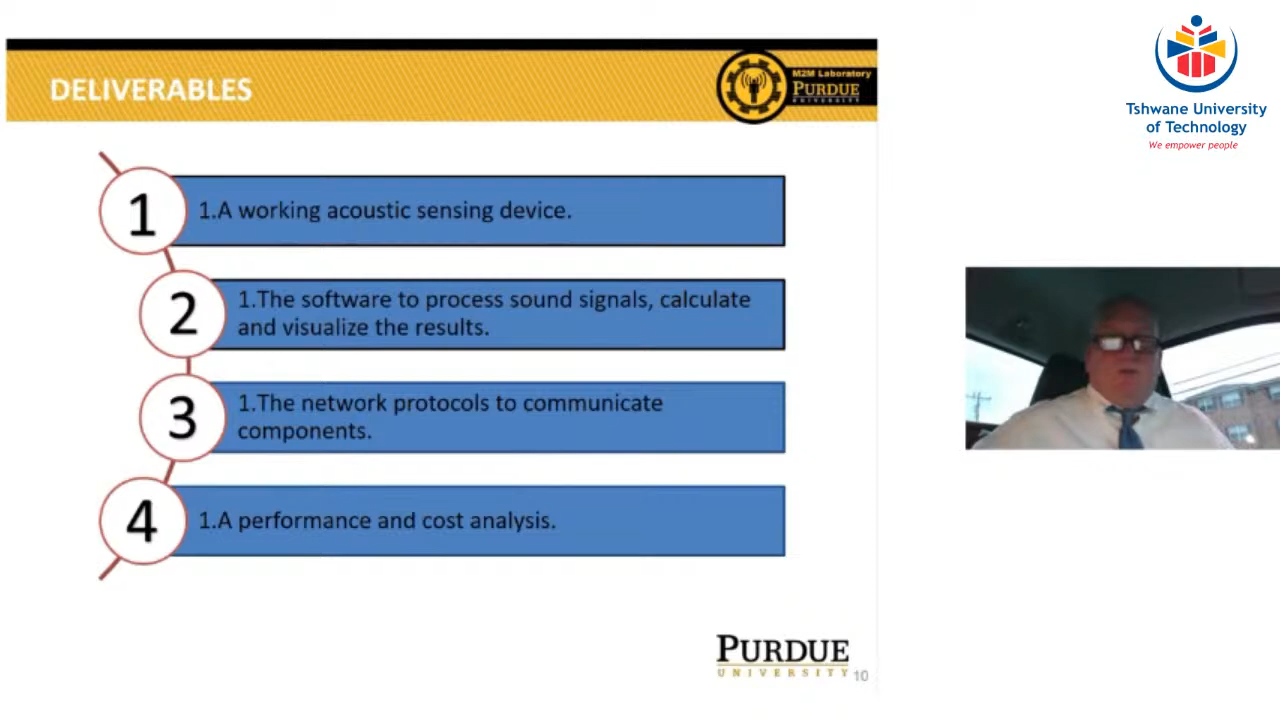 DELIVERABLES
M2M Laboratory
PURDUE
UNIVERSITY
Tshwane University
of Technology
We empower people
1
1.A working acoustic sensing device.
2
1.The software to process sound signals, calculate
and visualize the results.
3
1.The network protocols to communicate
components.
4
1.A performance and cost analysis.
PURDUE
UNIVERSITY
10